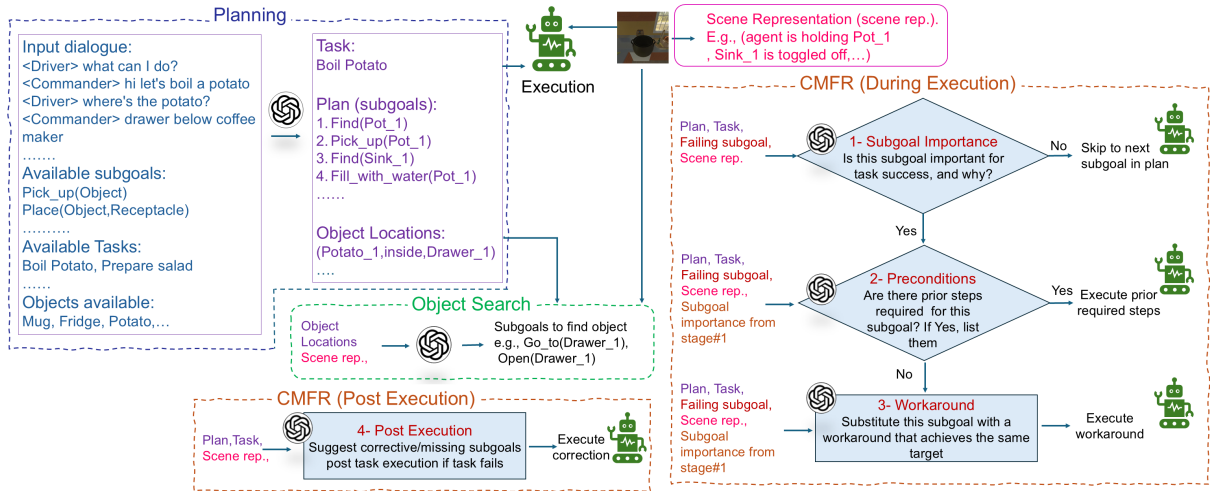 Planning
Input dialogue:
<Driver> what can I do?
<Commander> hi let's boil a potato
<Driver> where's the potato?
<Commander> drawer below coffee
maker
.......
Available subgoals:
Pick_up(Object)
Place(Object,Receptacle)
..........
Available Tasks:
Boil Potato, Prepare salad
......
Objects available:
Mug, Fridge, Potato,...
Task:
Boil Potato
Plan (subgoals):
1. Find(Pot_1)
2. Pick_up(Pot_1)
3. Find(Sink_1)
4. Fill_with_water(Pot_1)
......
Object Locations:
(Potato_1,inside,Drawer_1)
....
Execution
Scene Representation (scene rep.).
E.g., (agent is holding Pot_1
, Sink_1 is toggled off,...)
Object Search
Object
Locations
Scene rep.,
Subgoals to find object
e.g., Go_to(Drawer_1),
Open(Drawer_1)
CMFR (Post Execution)
Plan,Task,
Scene rep.,
4- Post Execution
Suggest corrective/missing subgoals
post task execution if task fails
Execute
correction
CMFR (During Execution)
Plan, Task,
Failing subgoal,
Scene rep.
1- Subgoal Importance
Is this subgoal important for
task success, and why?
No
Skip to next
subgoal in plan
Yes
Plan, Task,
Failing subgoal,
Scene rep.,
Subgoal
importance from
stage#1
2- Preconditions
Are there prior steps
required for this
subgoal? If Yes, list
them
Yes
Execute prior
required steps
No
Plan, Task,
Failing subgoal,
Scene rep.,
Subgoal
importance from
stage#1
3- Workaround
Substitute this subgoal with a
workaround that achieves the same
target
Execute
workaround